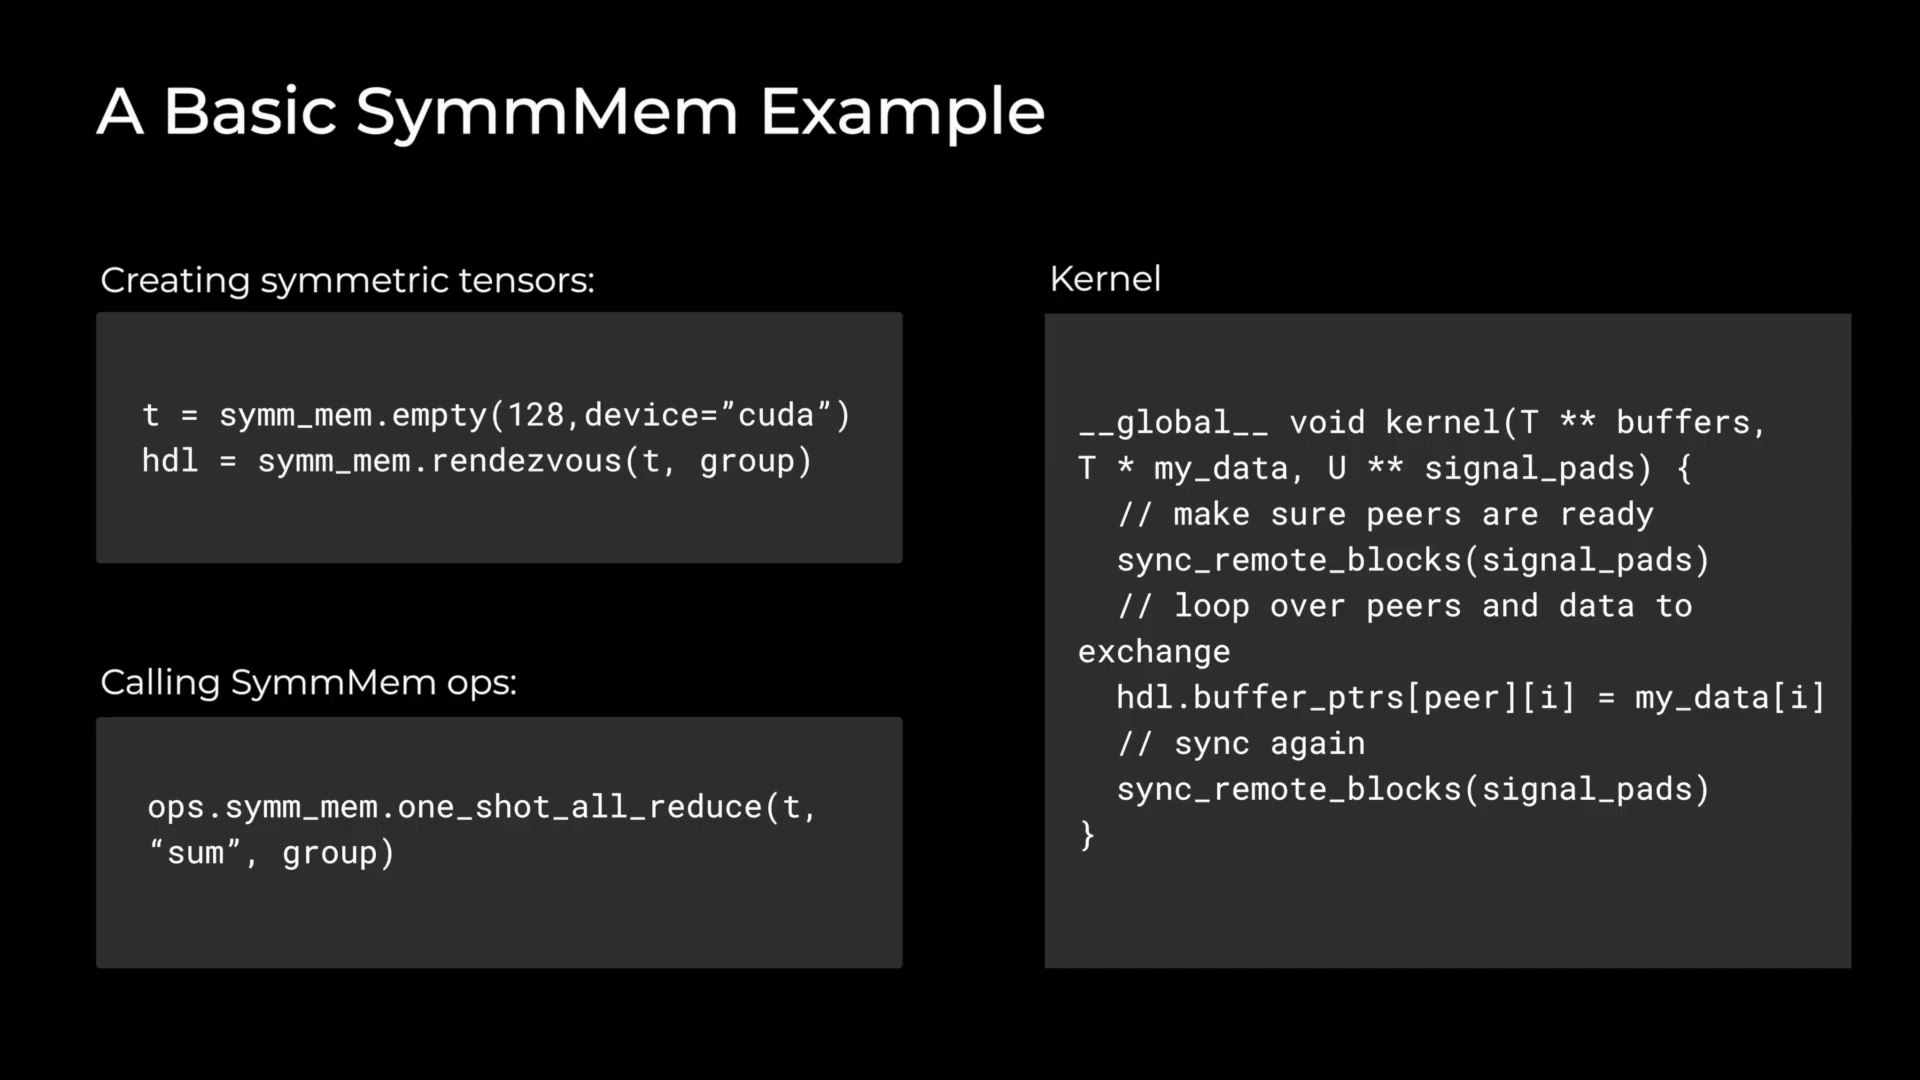 A Basic SymmMem Example
Creating symmetric tensors:
t = symm_mem.empty(128,device=”cuda”)
hdl = symm_mem.rendezvous(t, group)
Calling SymmMem ops:
ops.symm_mem.one_shot_all_reduce(t,
“sum”, group)
Kernel
__global__ void kernel(T ** buffers,
T * my_data, U ** signal_pads) {
  // make sure peers are ready
  sync_remote_blocks(signal_pads)
  // loop over peers and data to
exchange
  hdl.buffer_ptrs[peer][i] = my_data[i]
  // sync again
  sync_remote_blocks(signal_pads)
}